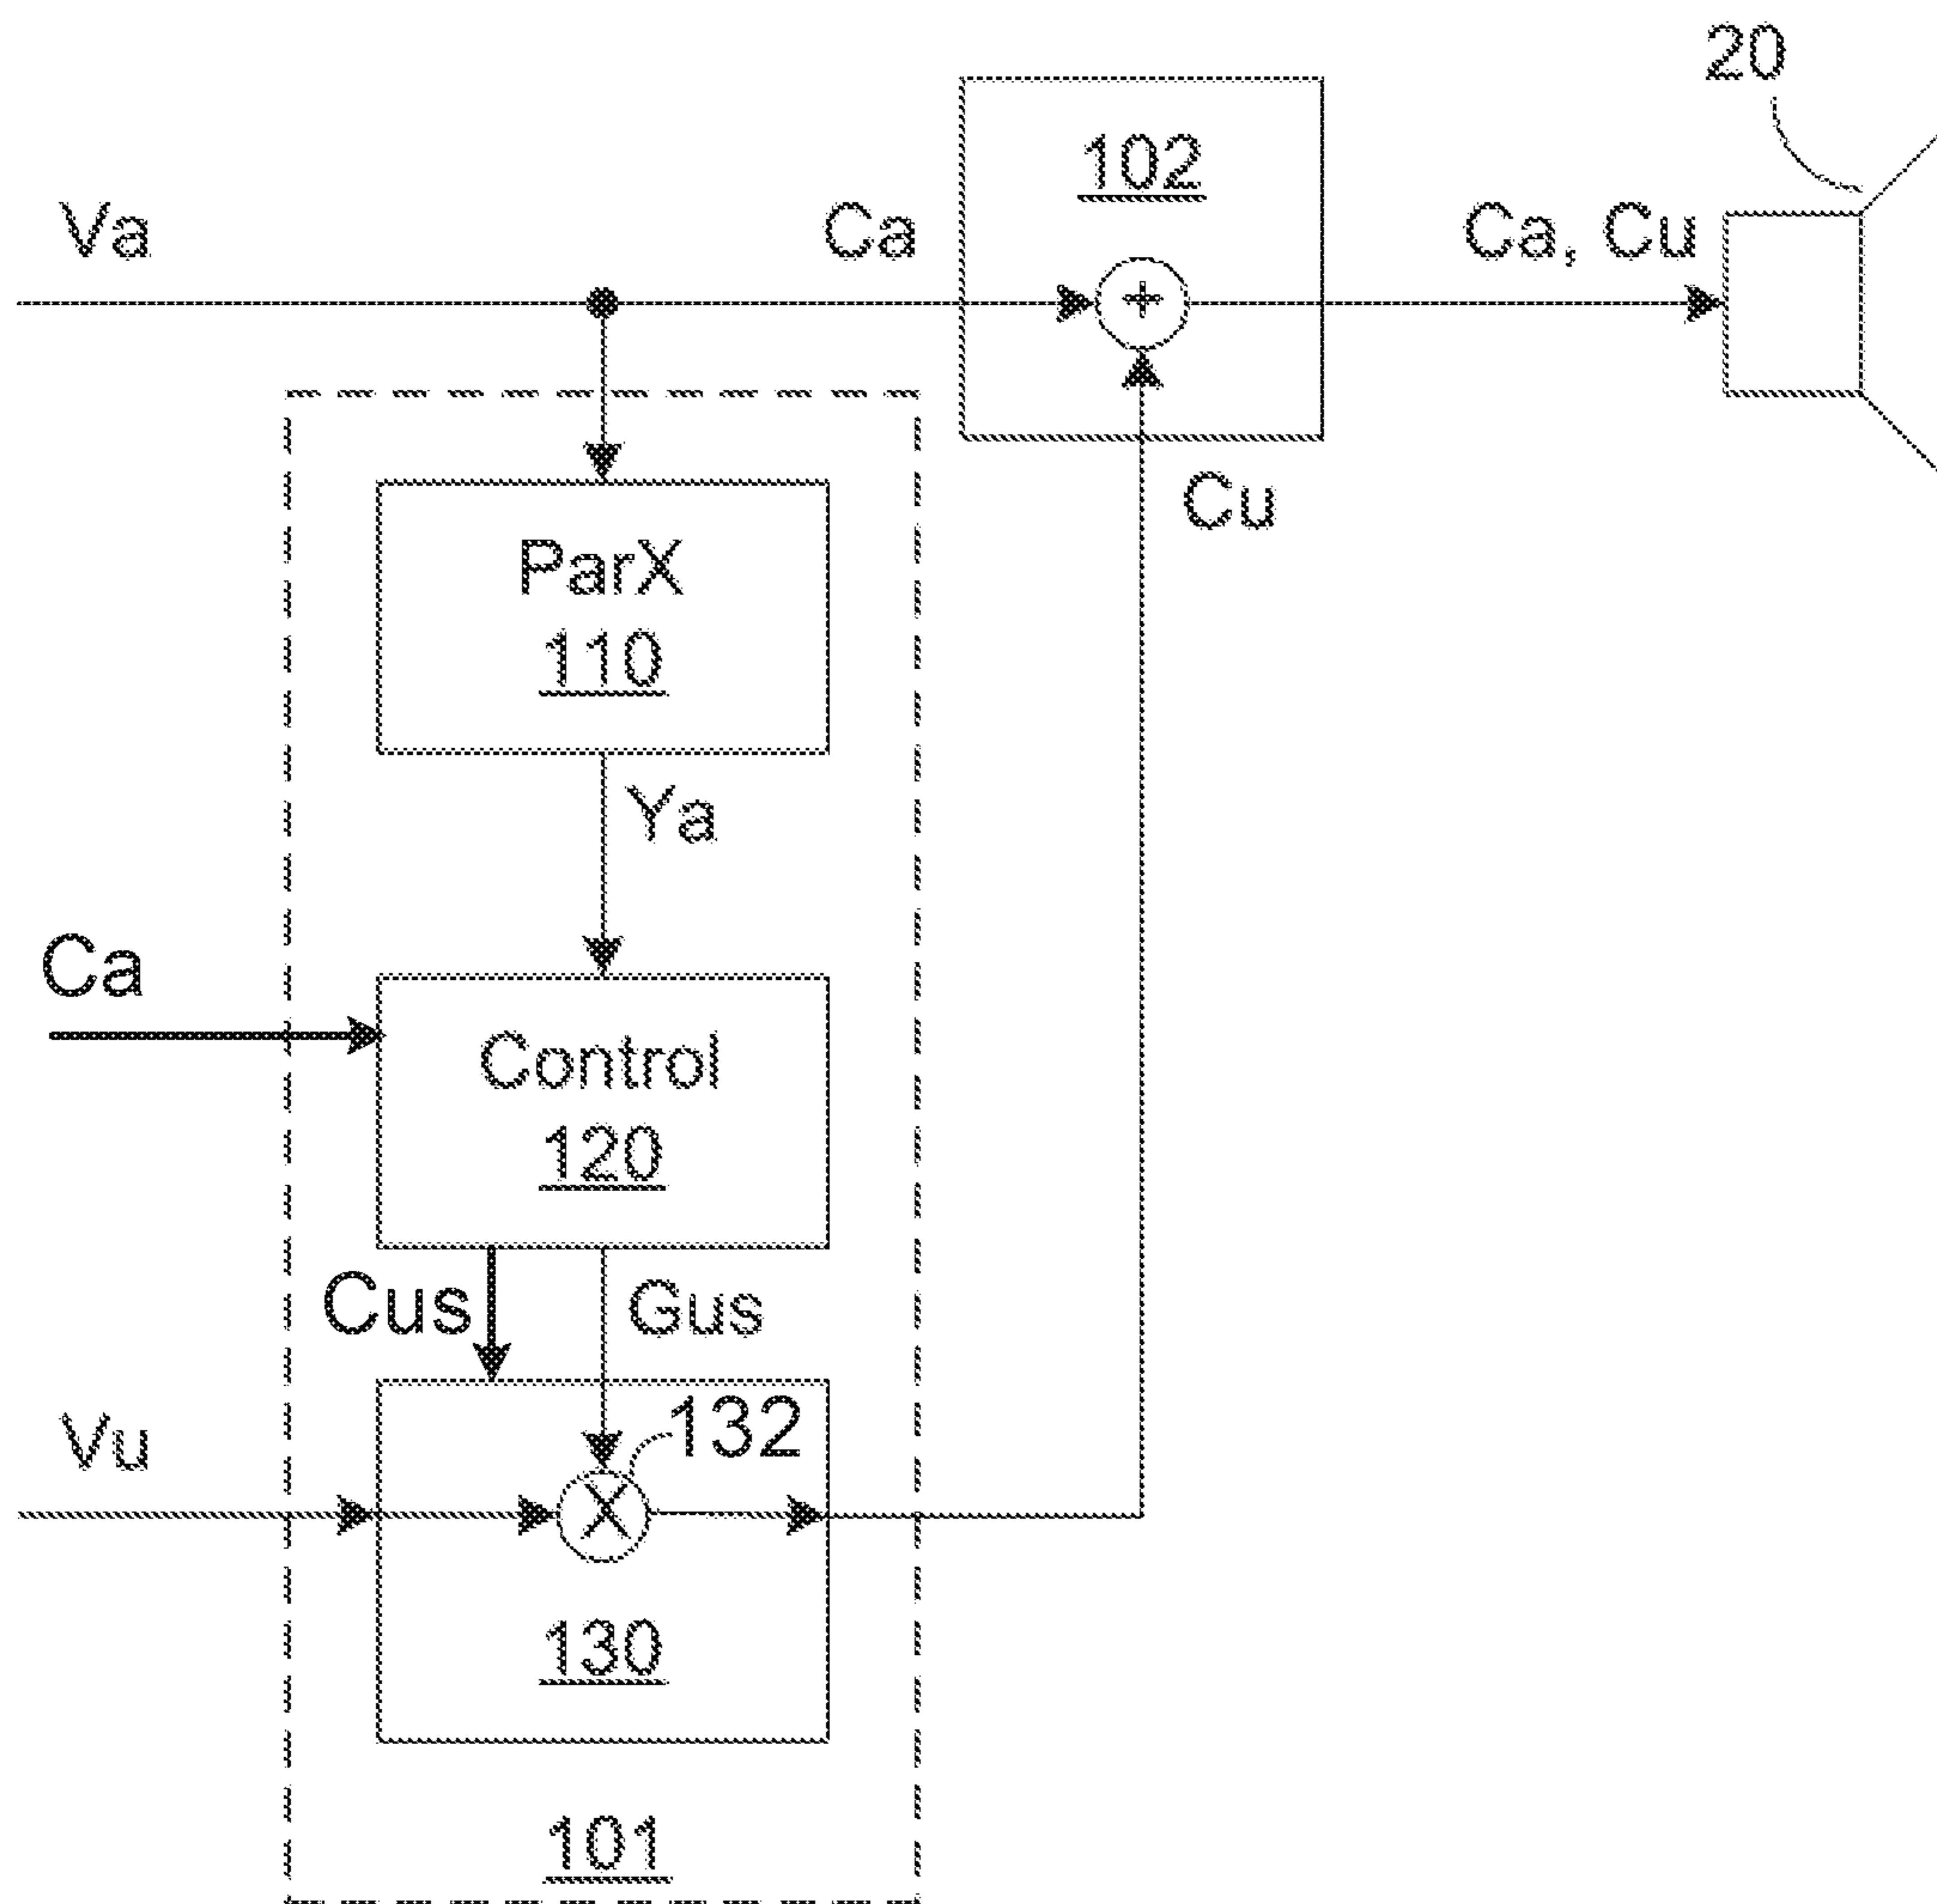 20
102
Va
Ca
Ca, Cu
+
Cu
ParX
110
Ya
Ca
Control
120
Cus
Gus
132
Vu
X
130
101